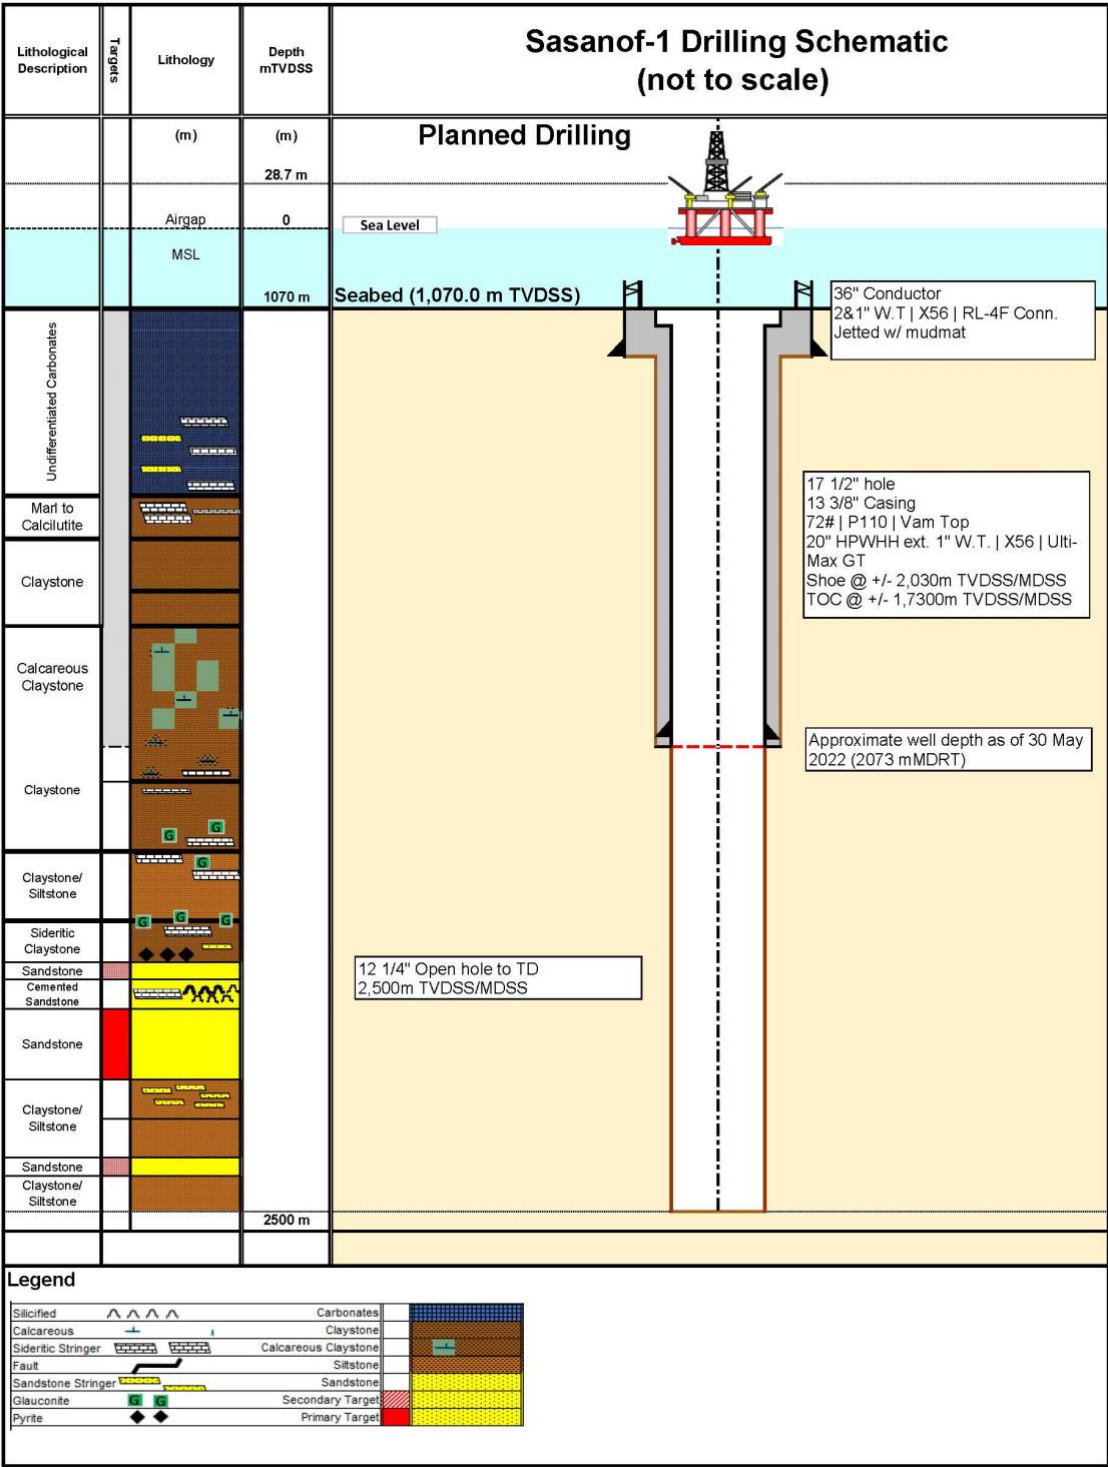 Sasanof-1 Drilling Schematic
(not to scale)
Lithological
Description
Targets
Lithology
Depth
mTVDSS
(m)
(m)
Planned Drilling
28.7 m
Airgap
0
Sea Level
MSL
1070 m
Seabed (1,070.0 m TVDSS)
36" Conductor
2&1" W.T | X56 | RL-4F Conn.
Jetted w/ mudmat
Undifferentiated Carbonates
Marl to
Calcilutite
Claystone
17 1/2" hole
13 3/8" Casing
72# | P110 | Vam Top
20" HPWHH ext. 1" W.T. | X56 | Ulti-
Max GT
Shoe @ +/- 2,030m TVDSS/MDSS
TOC @ +/- 1,7300m TVDSS/MDSS
Calcareous
Claystone
Approximate well depth as of 30 May
2022 (2073 mMDRT)
Claystone
G
G
Claystone/
Siltstone
G
G
G
G
Sideritic
Claystone
Sandstone
12 1/4" Open hole to TD
2,500m TVDSS/MDSS
Cemented
Sandstone
Sandstone
Claystone/
Siltstone
Sandstone
Claystone/
Siltstone
2500 m
Legend
Silicified
Carbonates
Calcareous
Claystone
Sideritic Stringer
Calcareous Claystone
Fault
Siltstone
Sandstone Stringer
Sandstone
Glauconite
G
G
Secondary Target
Pyrite
Primary Target